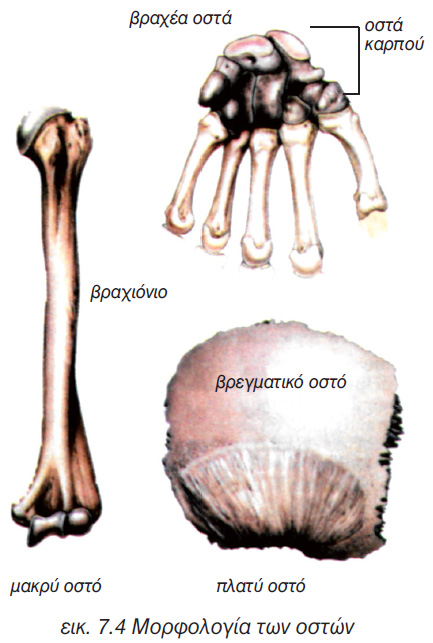 βραχέα οστά
οστά
καρπού
βραχιόνιο
βρεγματικό οστό
μακρύ οστό
πλατύ οστό
εικ. 7.4 Μορφολογία των οστών